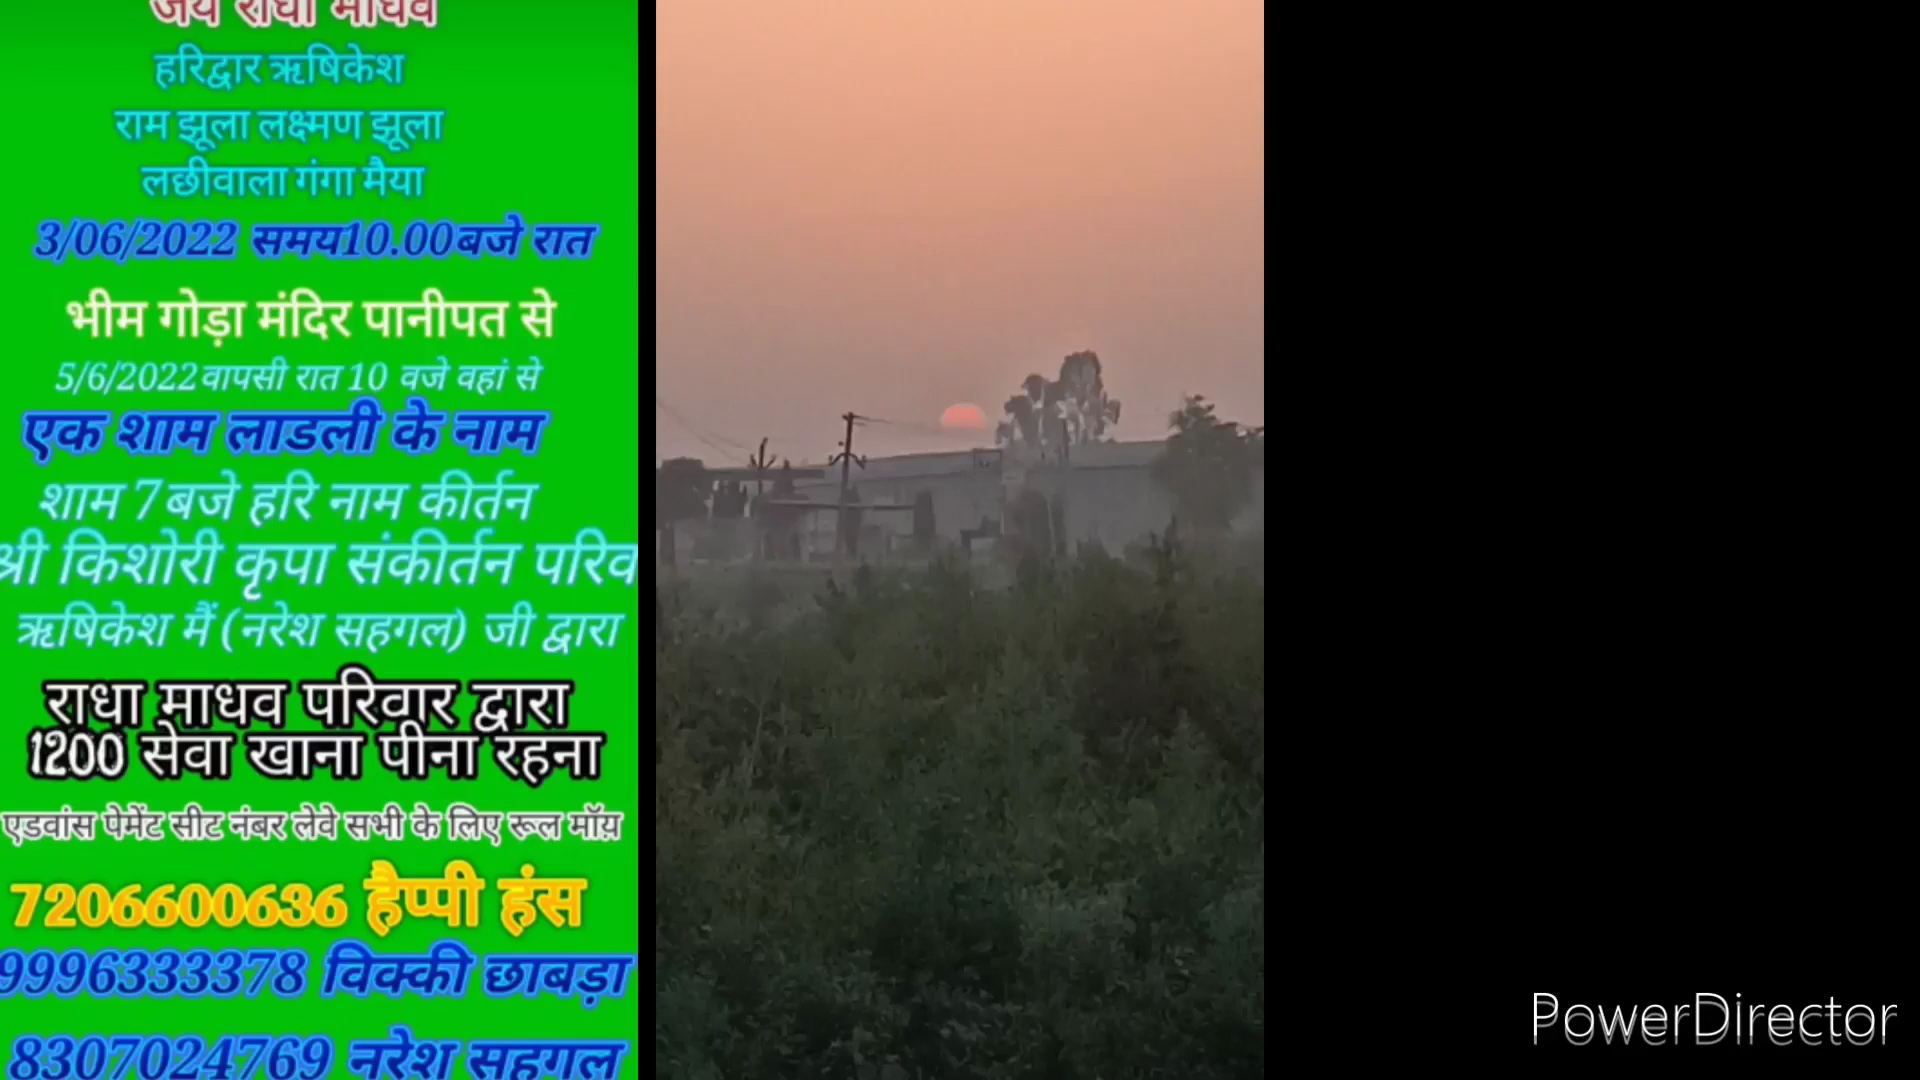 जय राधा माधव
हरिद्वार ऋषिकेश
राम झूला लक्ष्मण झूला
लछीवाला गंगा मैया
3/06/2022 समय10.00बजे रात
भीम गोड़ा मंदिर पानीपत से
5/6/2022 वापसी रात 10 वजे वहां से
एक शाम लाडली के नाम
शाम 7 बजे हरि नाम कीर्तन
श्री किशोरी कृपा संकीर्तन परिव
ऋषिकेश मैं (नरेश सहगल) जी द्वारा
राधा माधव परिवार द्वारा
1200 सेवा खाना पीना रहना
एडवांस पेमेंट सीट नंबर लेवे सभी के लिए रूल मॉय़
7206600636 हैप्पी हंस
9996333378 विक्की छाबड़ा
8307024769 नरेश सहगल
PowerDirector